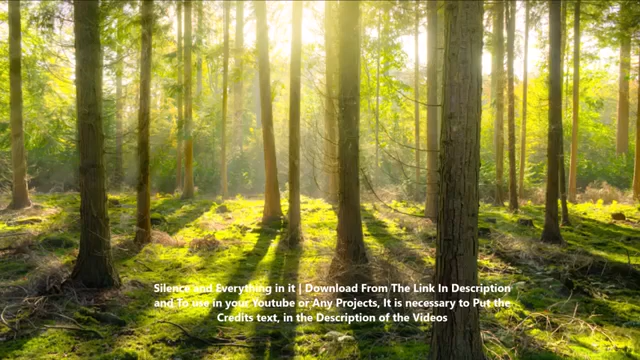 Silence and Everything in it | Download From The Link In Description
and To use in your Youtube or Any Projects, It is necessary to Put the
Credits text, in the Description of the Videos